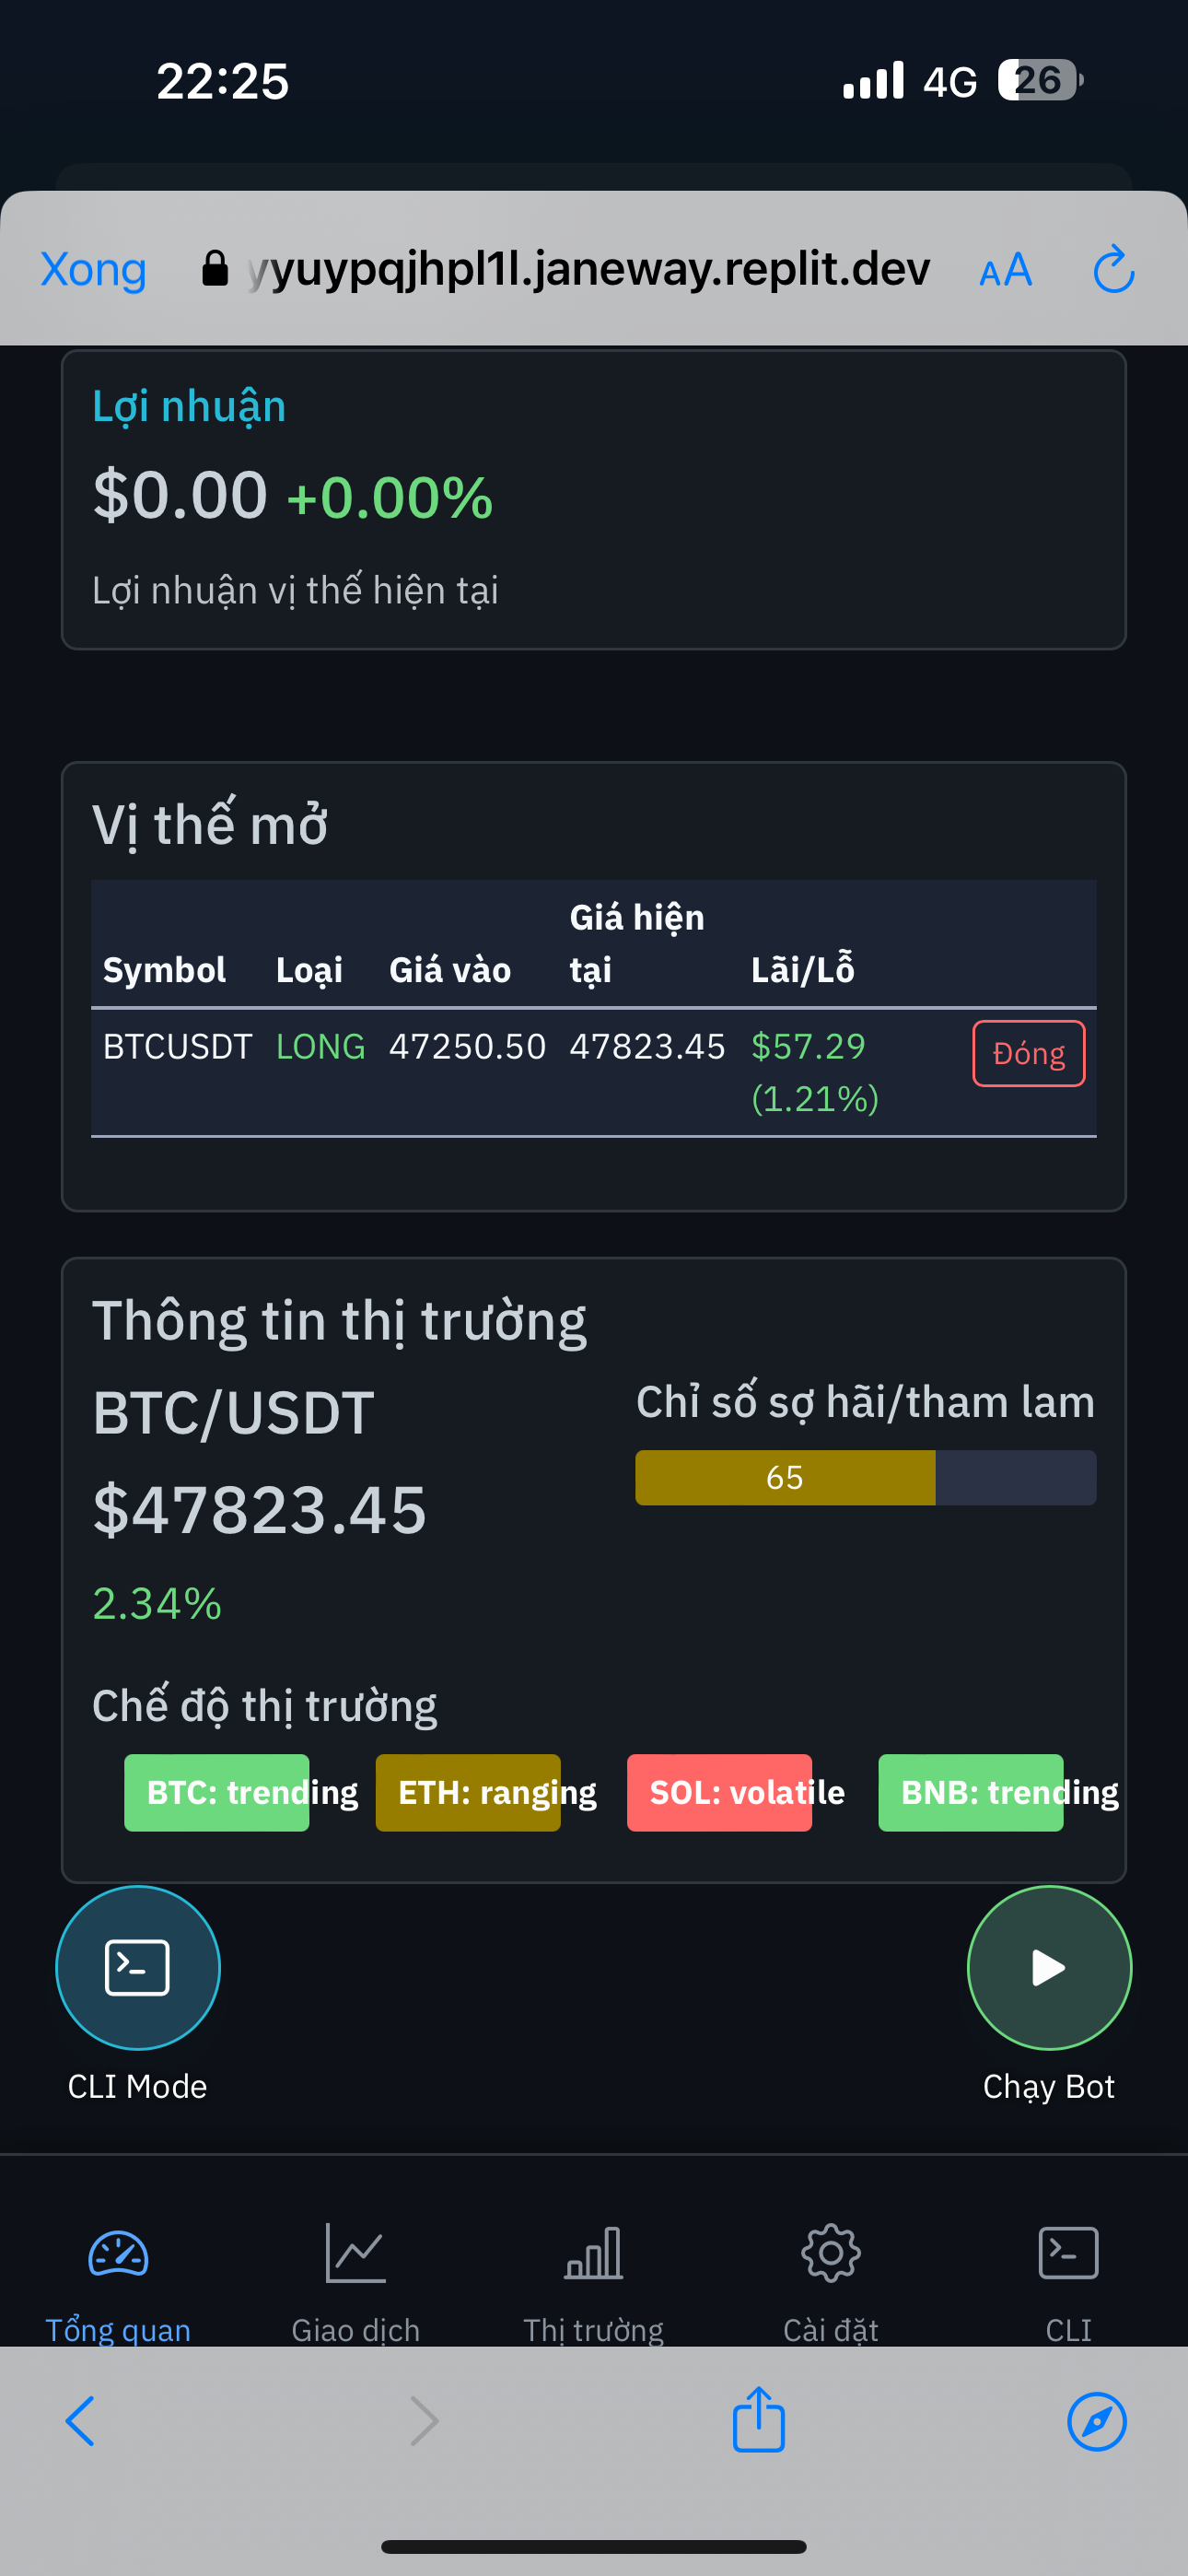 22:25
4G 26
Xong
yyuypqjhpl1l.janeway.replit.dev
AA
Lợi nhuận
$0.00 +0.00%
Lợi nhuận vị thế hiện tại
Vị thế mở
Symbol Loại Giá vào Giá hiện tại Lãi/Lỗ
BTCUSDT LONG 47250.50 47823.45 $57.29 (1.21%) Đóng
Thông tin thị trường
BTC/USDT
$47823.45
2.34%
Chỉ số sợ hãi/tham lam
65
Chế độ thị trường
BTC: trending ETH: ranging SOL: volatile BNB: trending
CLI Mode Chạy Bot
Tổng quan Giao dịch Thị trường Cài đặt CLI